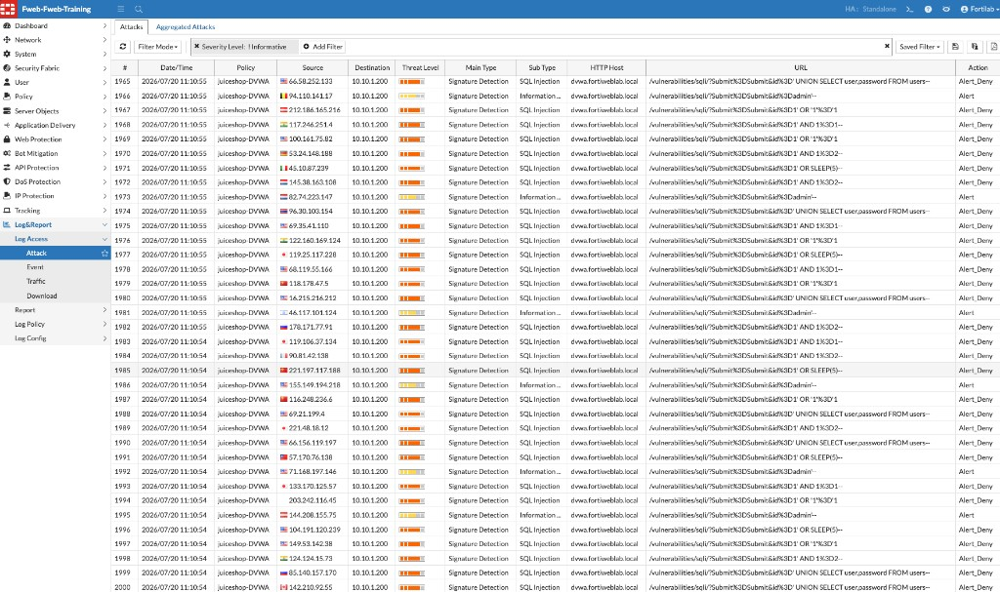 Fweb-Fweb-Training
HA: Standalone
Fortilab
Dashboard
Network
System
Security Fabric
User
Policy
Server Objects
Application Delivery
Web Protection
Bot Mitigation
API Protection
DoS Protection
IP Protection
Tracking
Log&Report
Log Access
Attack
Event
Traffic
Download
Report
Log Policy
Log Config
Attacks Aggregated Attacks
Filter Mode Severity Level: ! Informative Add Filter Saved Filter
# Date/Time Policy Source Destination Threat Level Main Type Sub Type HTTP Host URL Action
1965 2026/07/20 11:10:55 juiceshop-DVWA 66.58.252.133 10.10.1.200 Signature Detection SQL Injection dvwa.fortiweblab.local /vulnerabilities/sqli/?Submit%3DSubmit&id%3D' UNION SELECT user,password FROM users-- Alert_Deny
1966 2026/07/20 11:10:55 juiceshop-DVWA 94.110.141.17 10.10.1.200 Signature Detection Information ... dvwa.fortiweblab.local /vulnerabilities/sqli/?Submit%3DSubmit&id%3Dadmin'-- Alert
1967 2026/07/20 11:10:55 juiceshop-DVWA 212.186.165.216 10.10.1.200 Signature Detection SQL Injection dvwa.fortiweblab.local /vulnerabilities/sqli/?Submit%3DSubmit&id%3D1' OR '1'%3D'1 Alert_Deny
1968 2026/07/20 11:10:55 juiceshop-DVWA 117.246.251.4 10.10.1.200 Signature Detection SQL Injection dvwa.fortiweblab.local /vulnerabilities/sqli/?Submit%3DSubmit&id%3D1' AND 1%3D1-- Alert_Deny
1969 2026/07/20 11:10:55 juiceshop-DVWA 100.161.75.82 10.10.1.200 Signature Detection SQL Injection dvwa.fortiweblab.local /vulnerabilities/sqli/?Submit%3DSubmit&id%3D1' OR '1'%3D'1 Alert_Deny
1970 2026/07/20 11:10:55 juiceshop-DVWA 53.24.148.188 10.10.1.200 Signature Detection SQL Injection dvwa.fortiweblab.local /vulnerabilities/sqli/?Submit%3DSubmit&id%3D1' AND 1%3D2-- Alert_Deny
1971 2026/07/20 11:10:55 juiceshop-DVWA 45.10.87.239 10.10.1.200 Signature Detection SQL Injection dvwa.fortiweblab.local /vulnerabilities/sqli/?Submit%3DSubmit&id%3D1' OR SLEEP(5)-- Alert_Deny
1972 2026/07/20 11:10:55 juiceshop-DVWA 145.38.163.108 10.10.1.200 Signature Detection SQL Injection dvwa.fortiweblab.local /vulnerabilities/sqli/?Submit%3DSubmit&id%3D1' AND 1%3D2-- Alert_Deny
1973 2026/07/20 11:10:55 juiceshop-DVWA 82.74.223.147 10.10.1.200 Signature Detection Information ... dvwa.fortiweblab.local /vulnerabilities/sqli/?Submit%3DSubmit&id%3Dadmin'-- Alert
1974 2026/07/20 11:10:55 juiceshop-DVWA 96.30.103.154 10.10.1.200 Signature Detection SQL Injection dvwa.fortiweblab.local /vulnerabilities/sqli/?Submit%3DSubmit&id%3D' UNION SELECT user,password FROM users-- Alert_Deny
1975 2026/07/20 11:10:55 juiceshop-DVWA 69.35.41.110 10.10.1.200 Signature Detection SQL Injection dvwa.fortiweblab.local /vulnerabilities/sqli/?Submit%3DSubmit&id%3D1' AND 1%3D1-- Alert_Deny
1976 2026/07/20 11:10:55 juiceshop-DVWA 122.160.169.124 10.10.1.200 Signature Detection SQL Injection dvwa.fortiweblab.local /vulnerabilities/sqli/?Submit%3DSubmit&id%3D1' OR '1'%3D'1 Alert_Deny
1977 2026/07/20 11:10:55 juiceshop-DVWA 119.25.117.228 10.10.1.200 Signature Detection SQL Injection dvwa.fortiweblab.local /vulnerabilities/sqli/?Submit%3DSubmit&id%3D1' OR SLEEP(5)-- Alert_Deny
1978 2026/07/20 11:10:55 juiceshop-DVWA 68.119.55.166 10.10.1.200 Signature Detection SQL Injection dvwa.fortiweblab.local /vulnerabilities/sqli/?Submit%3DSubmit&id%3D1' AND 1%3D1-- Alert_Deny
1979 2026/07/20 11:10:55 juiceshop-DVWA 118.178.47.5 10.10.1.200 Signature Detection SQL Injection dvwa.fortiweblab.local /vulnerabilities/sqli/?Submit%3DSubmit&id%3D1' OR '1'%3D'1 Alert_Deny
1980 2026/07/20 11:10:55 juiceshop-DVWA 16.215.216.212 10.10.1.200 Signature Detection SQL Injection dvwa.fortiweblab.local /vulnerabilities/sqli/?Submit%3DSubmit&id%3D' UNION SELECT user,password FROM users-- Alert_Deny
1981 2026/07/20 11:10:55 juiceshop-DVWA 46.117.101.124 10.10.1.200 Signature Detection Information ... dvwa.fortiweblab.local /vulnerabilities/sqli/?Submit%3DSubmit&id%3Dadmin'-- Alert
1982 2026/07/20 11:10:55 juiceshop-DVWA 178.171.77.91 10.10.1.200 Signature Detection SQL Injection dvwa.fortiweblab.local /vulnerabilities/sqli/?Submit%3DSubmit&id%3D1' AND 1%3D2-- Alert_Deny
1983 2026/07/20 11:10:54 juiceshop-DVWA 119.106.37.134 10.10.1.200 Signature Detection SQL Injection dvwa.fortiweblab.local /vulnerabilities/sqli/?Submit%3DSubmit&id%3D1' AND 1%3D1-- Alert_Deny
1984 2026/07/20 11:10:54 juiceshop-DVWA 90.81.42.138 10.10.1.200 Signature Detection SQL Injection dvwa.fortiweblab.local /vulnerabilities/sqli/?Submit%3DSubmit&id%3D1' AND 1%3D2-- Alert_Deny
1985 2026/07/20 11:10:54 juiceshop-DVWA 221.197.117.188 10.10.1.200 Signature Detection SQL Injection dvwa.fortiweblab.local /vulnerabilities/sqli/?Submit%3DSubmit&id%3D1' OR SLEEP(5)-- Alert_Deny
1986 2026/07/20 11:10:54 juiceshop-DVWA 155.149.194.218 10.10.1.200 Signature Detection Information ... dvwa.fortiweblab.local /vulnerabilities/sqli/?Submit%3DSubmit&id%3Dadmin'-- Alert
1987 2026/07/20 11:10:54 juiceshop-DVWA 116.248.236.6 10.10.1.200 Signature Detection SQL Injection dvwa.fortiweblab.local /vulnerabilities/sqli/?Submit%3DSubmit&id%3D1' OR '1'%3D'1 Alert_Deny
1988 2026/07/20 11:10:54 juiceshop-DVWA 69.21.199.4 10.10.1.200 Signature Detection SQL Injection dvwa.fortiweblab.local /vulnerabilities/sqli/?Submit%3DSubmit&id%3D' UNION SELECT user,password FROM users-- Alert_Deny
1989 2026/07/20 11:10:54 juiceshop-DVWA 221.48.18.12 10.10.1.200 Signature Detection SQL Injection dvwa.fortiweblab.local /vulnerabilities/sqli/?Submit%3DSubmit&id%3D1' AND 1%3D2-- Alert_Deny
1990 2026/07/20 11:10:54 juiceshop-DVWA 66.156.119.197 10.10.1.200 Signature Detection SQL Injection dvwa.fortiweblab.local /vulnerabilities/sqli/?Submit%3DSubmit&id%3D' UNION SELECT user,password FROM users-- Alert_Deny
1991 2026/07/20 11:10:54 juiceshop-DVWA 57.170.76.138 10.10.1.200 Signature Detection SQL Injection dvwa.fortiweblab.local /vulnerabilities/sqli/?Submit%3DSubmit&id%3D1' OR SLEEP(5)-- Alert_Deny
1992 2026/07/20 11:10:54 juiceshop-DVWA 71.168.197.146 10.10.1.200 Signature Detection Information ... dvwa.fortiweblab.local /vulnerabilities/sqli/?Submit%3DSubmit&id%3Dadmin'-- Alert
1993 2026/07/20 11:10:54 juiceshop-DVWA 133.170.125.57 10.10.1.200 Signature Detection SQL Injection dvwa.fortiweblab.local /vulnerabilities/sqli/?Submit%3DSubmit&id%3D1' AND 1%3D1-- Alert_Deny
1994 2026/07/20 11:10:54 juiceshop-DVWA 203.242.116.45 10.10.1.200 Signature Detection SQL Injection dvwa.fortiweblab.local /vulnerabilities/sqli/?Submit%3DSubmit&id%3D1' OR '1'%3D'1 Alert_Deny
1995 2026/07/20 11:10:54 juiceshop-DVWA 144.208.155.75 10.10.1.200 Signature Detection Information ... dvwa.fortiweblab.local /vulnerabilities/sqli/?Submit%3DSubmit&id%3Dadmin'-- Alert
1996 2026/07/20 11:10:54 juiceshop-DVWA 104.191.120.239 10.10.1.200 Signature Detection SQL Injection dvwa.fortiweblab.local /vulnerabilities/sqli/?Submit%3DSubmit&id%3D1' OR SLEEP(5)-- Alert_Deny
1997 2026/07/20 11:10:54 juiceshop-DVWA 149.53.142.38 10.10.1.200 Signature Detection SQL Injection dvwa.fortiweblab.local /vulnerabilities/sqli/?Submit%3DSubmit&id%3D1' OR '1'%3D'1 Alert_Deny
1998 2026/07/20 11:10:54 juiceshop-DVWA 124.124.15.73 10.10.1.200 Signature Detection SQL Injection dvwa.fortiweblab.local /vulnerabilities/sqli/?Submit%3DSubmit&id%3D1' AND 1%3D1-- Alert_Deny
1999 2026/07/20 11:10:54 juiceshop-DVWA 85.140.157.170 10.10.1.200 Signature Detection SQL Injection dvwa.fortiweblab.local /vulnerabilities/sqli/?Submit%3DSubmit&id%3D' UNION SELECT user,password FROM users-- Alert_Deny
2000 2026/07/20 11:10:54 juiceshop-DVWA 142.210.92.55 10.10.1.200 Signature Detection SQL Injection dvwa.fortiweblab.local /vulnerabilities/sqli/?Submit%3DSubmit&id%3D' UNION SELECT user,password FROM users-- Alert_Deny